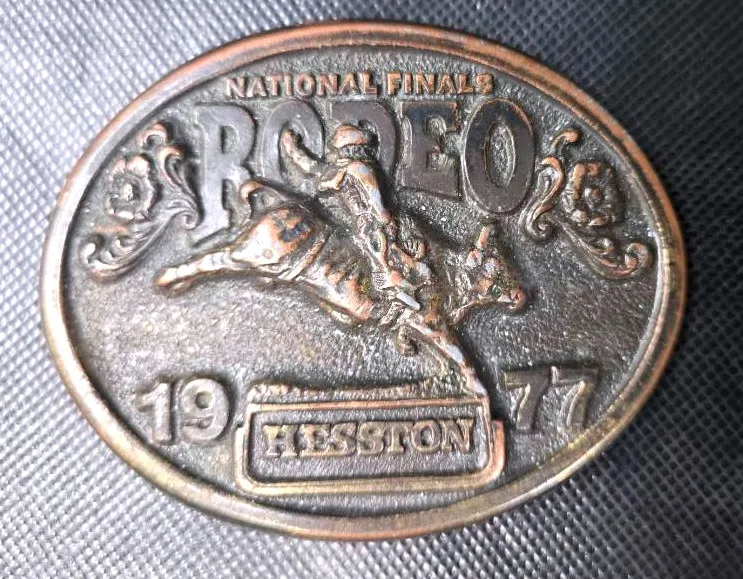 NATIONAL FINALS
RODEO
1977
HESSTON